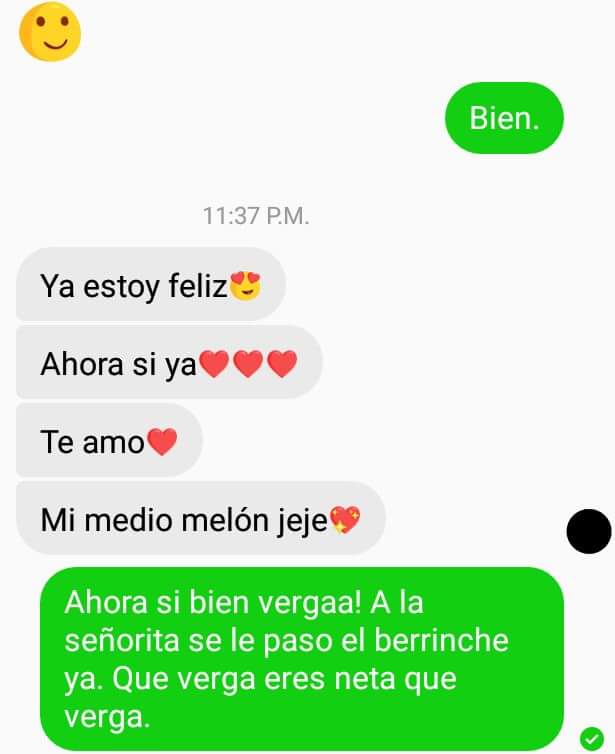 Bien.
11:37 P.M.
Ya estoy feliz😍
Ahora si ya❤️❤️❤️
Te amo❤️
Mi medio melón jeje💖
Ahora si bien vergaa! A la
señorita se le paso el berrinche
ya. Que verga eres neta que
verga.